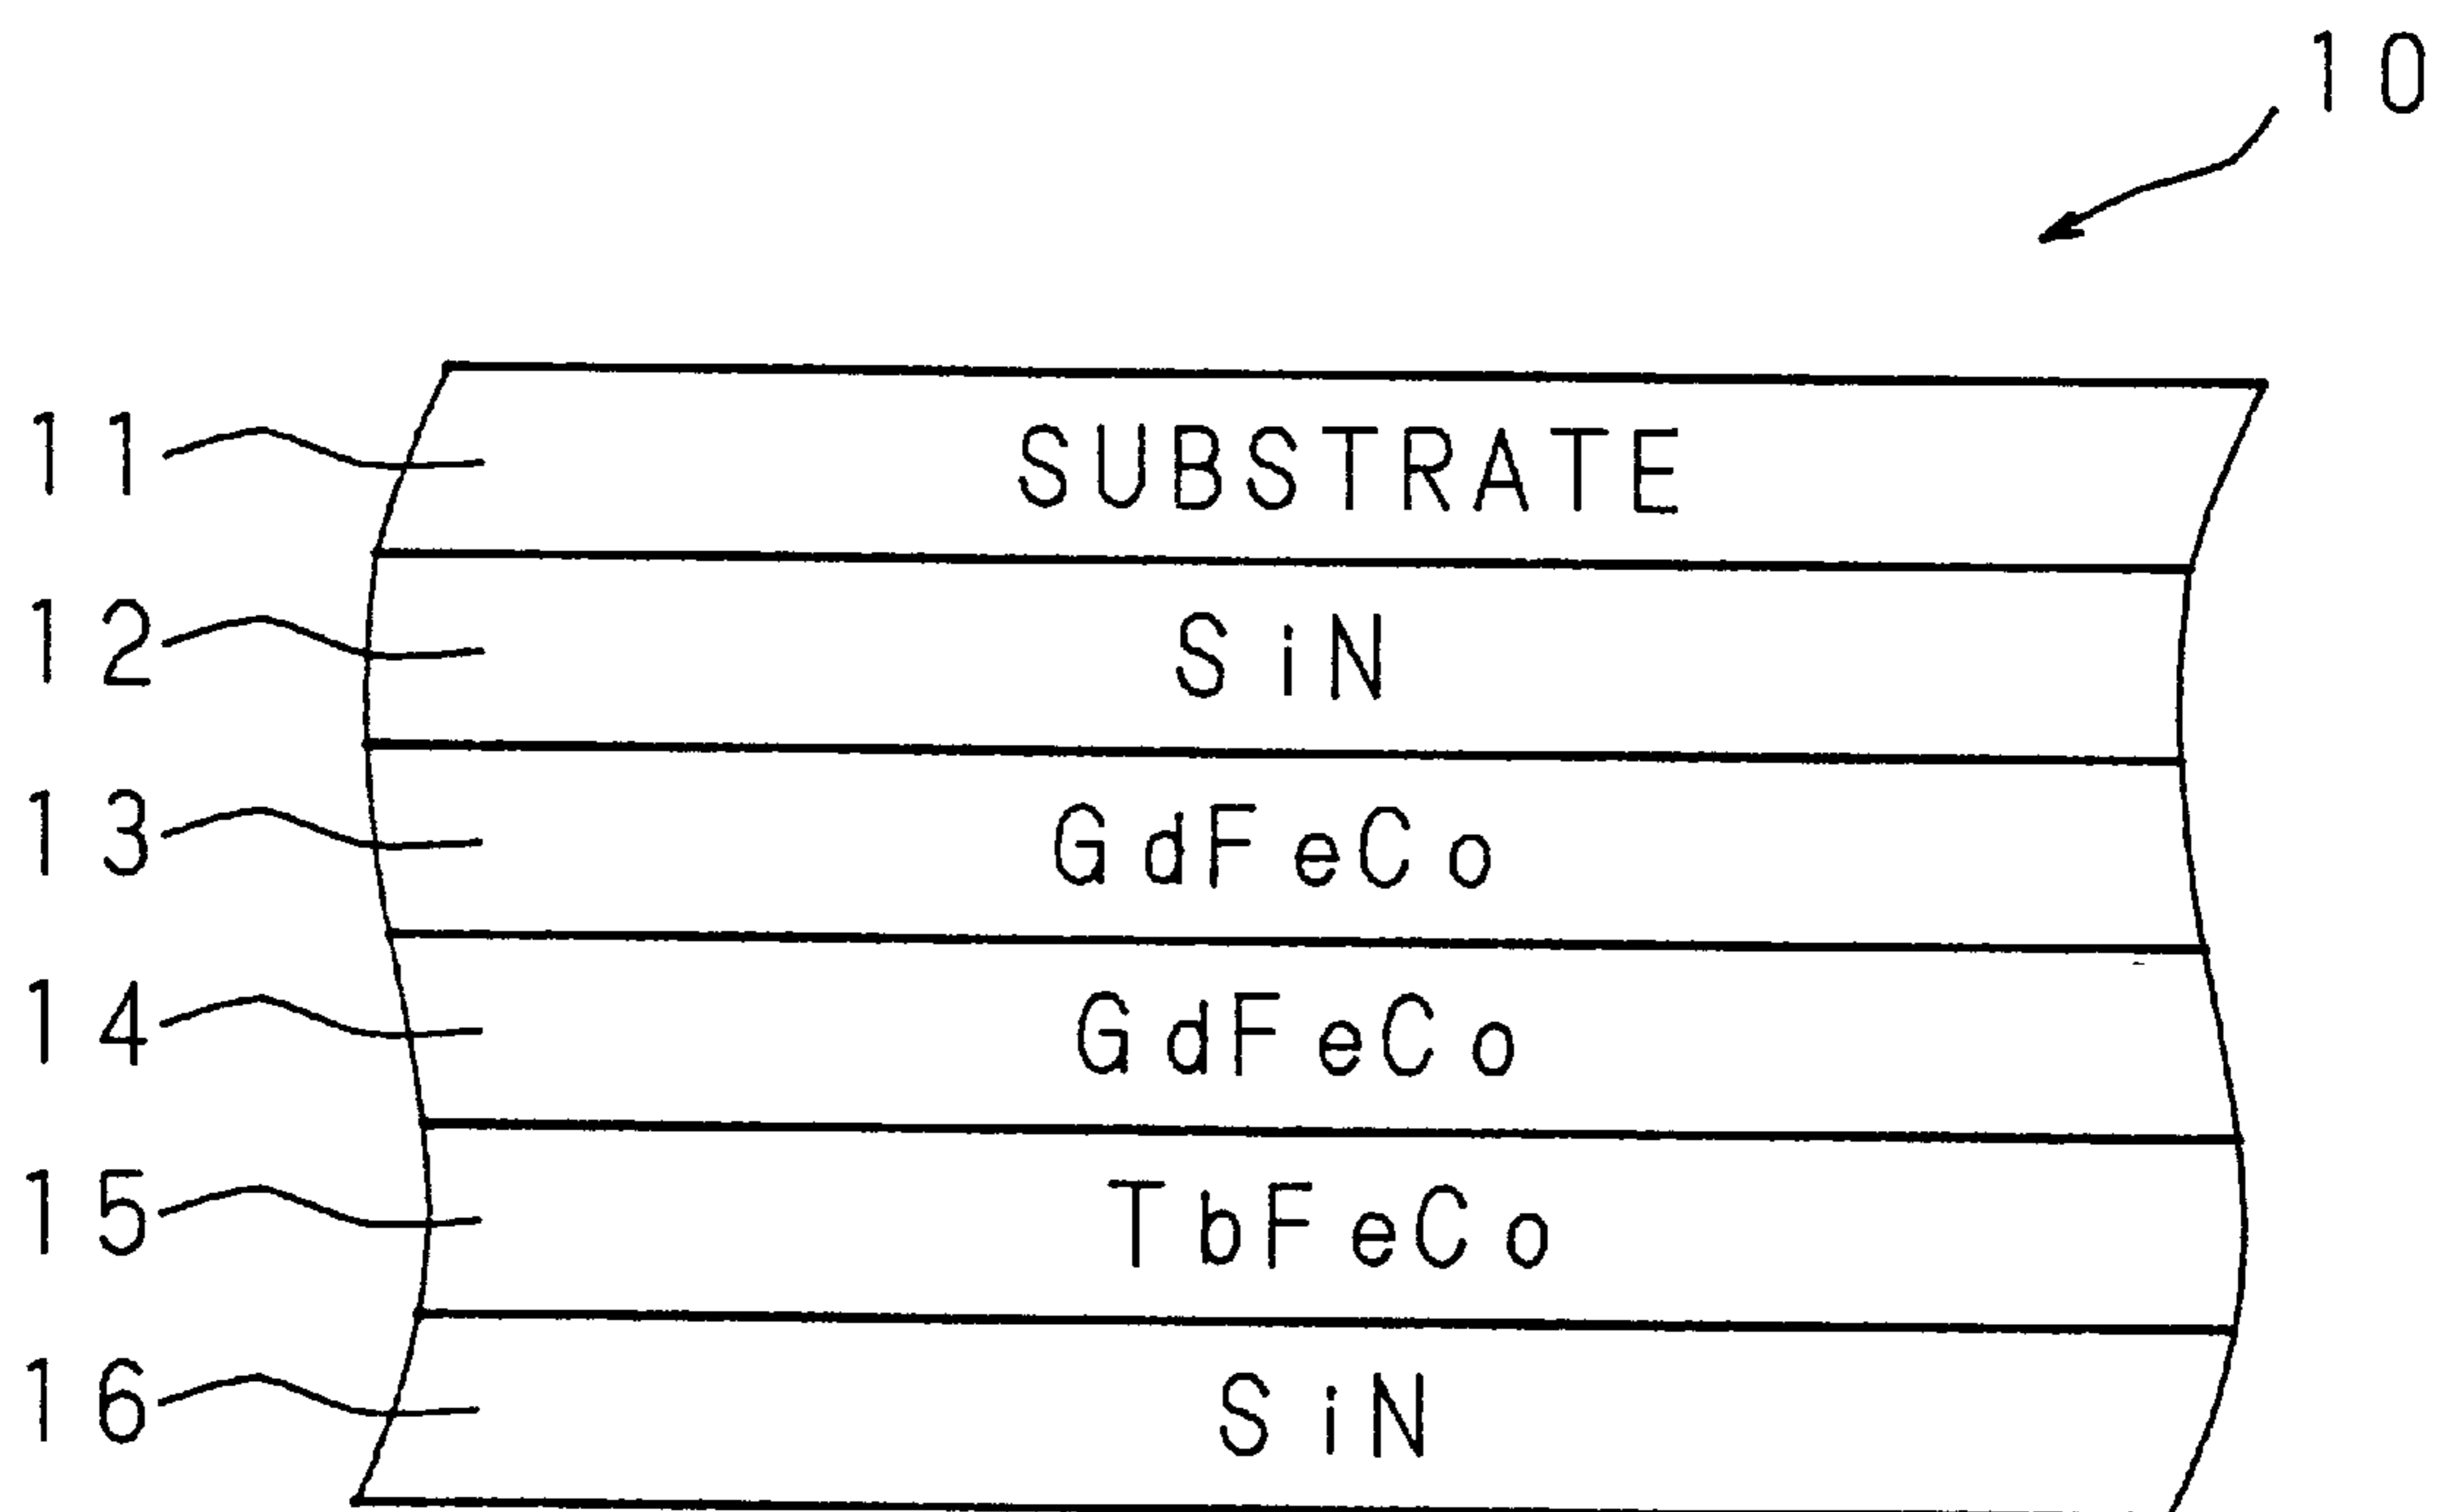 10
11 SUBSTRATE
12 SiN
13 GdFeCo
14 GdFeCo
15 TbFeCo
16 SiN